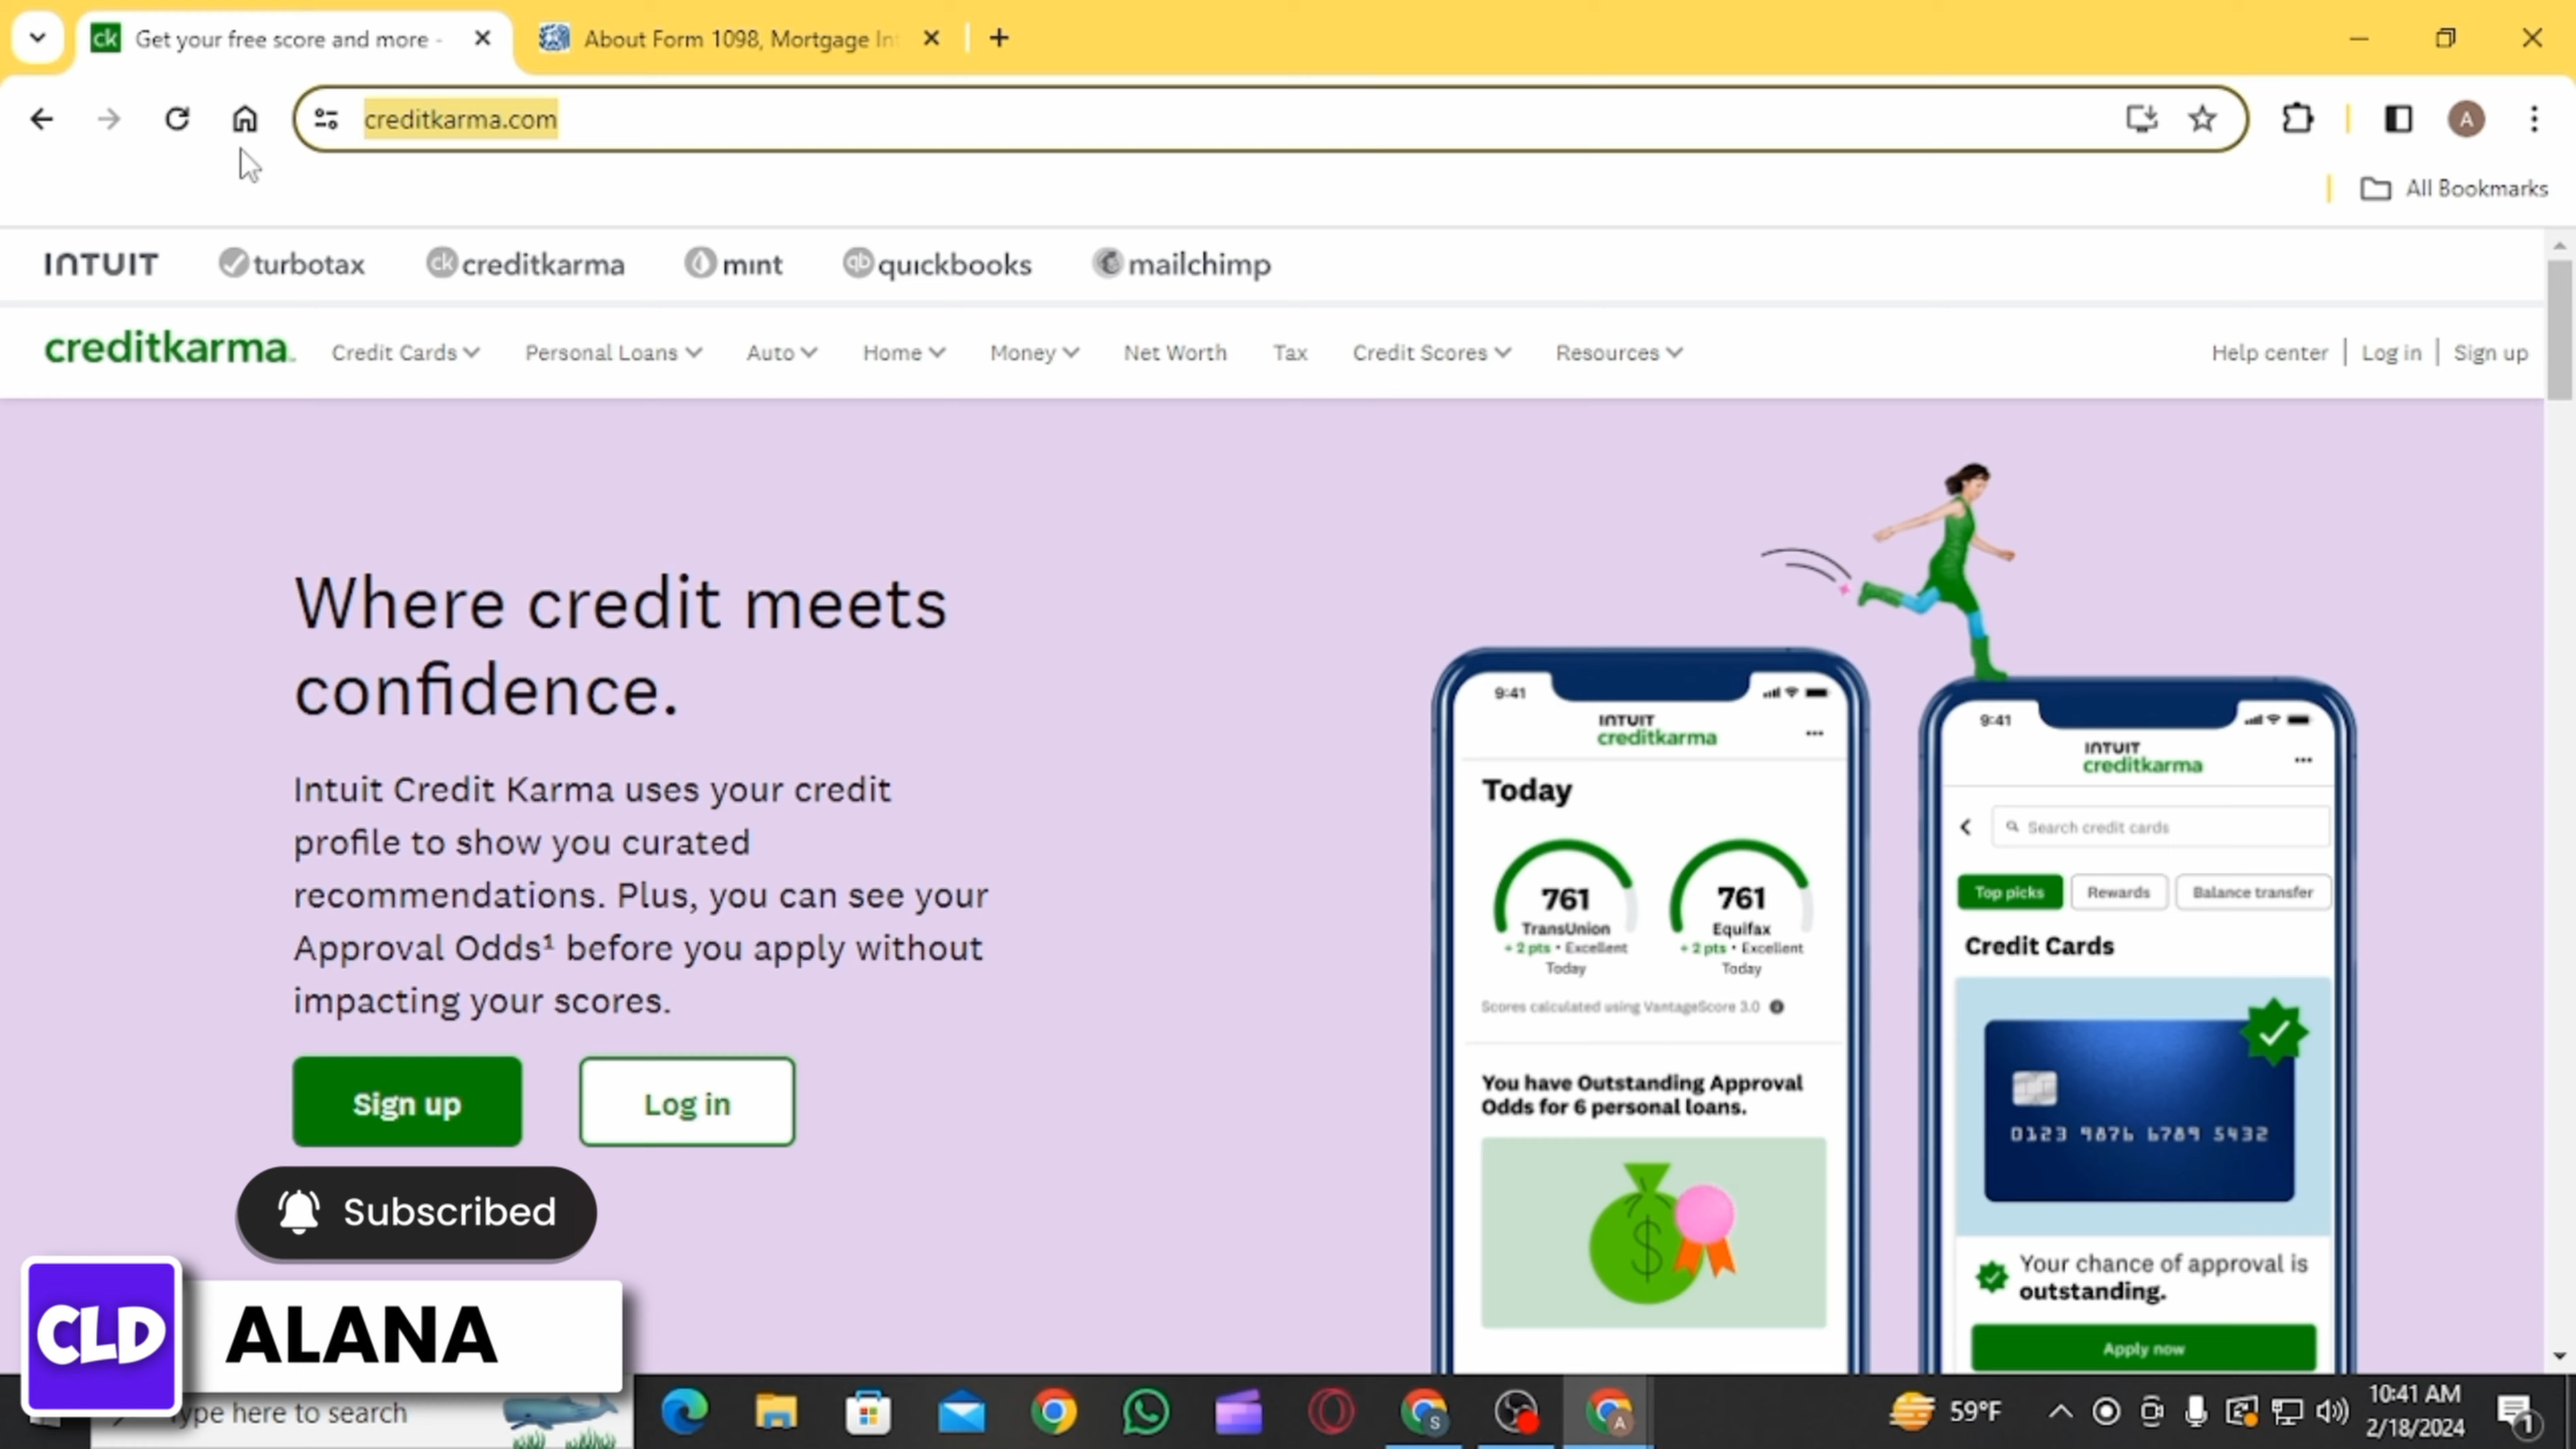 ck Get your free score and more -
About Form 1098, Mortgage Int
creditkarma.com
A
All Bookmarks
INTUIT turbotax ck creditkarma mint qb quickbooks mailchimp
creditkarma Credit Cards Personal Loans Auto Home Money Net Worth Tax Credit Scores Resources Help center Log in Sign up
Where credit meets
confidence.
Intuit Credit Karma uses your credit
profile to show you curated
recommendations. Plus, you can see your
Approval Odds¹ before you apply without
impacting your scores.
Sign up Log in
9:41
INTUIT
creditkarma
Today
761 761
TransUnion Equifax
+ 2 pts • Excellent + 2 pts • Excellent
Today Today
Scores calculated using VantageScore 3.0
You have Outstanding Approval
Odds for 6 personal loans.
$
9:41
INTUIT
creditkarma
Search credit cards
Top picks Rewards Balance transfer
Credit Cards
0123 9876 6789 5432
Your chance of approval is
outstanding.
Apply now
Subscribed
CLD ALANA
Type here to search
S
A
59°F
10:41 AM
2/18/2024
1